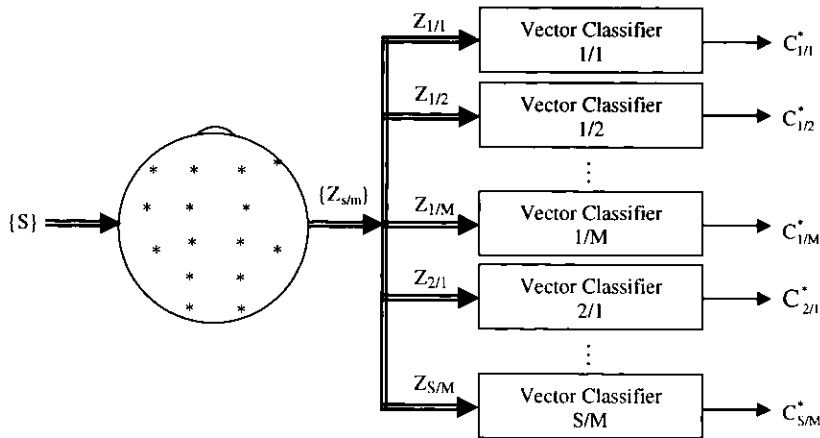 Z_{1/1}
Vector Classifier
1/1
C^*_{1/1}
Z_{1/2}
Vector Classifier
1/2
C^*_{1/2}
{S}
* * * *
* * *
* * * *
* *
* *
{Z_{s/m}}
⋮
Z_{1/M}
Vector Classifier
1/M
C^*_{1/M}
Z_{2/1}
Vector Classifier
2/1
C^*_{2/1}
⋮
Z_{S/M}
Vector Classifier
S/M
C^*_{S/M}